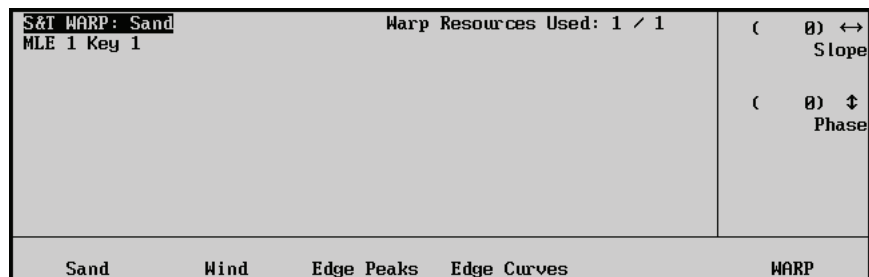 S&T WARP: Sand Warp Resources Used: 1 / 1
MLE 1 Key 1
( 0) ↔
Slope
( 0) ↕
Phase
Sand Wind Edge Peaks Edge Curves WARP